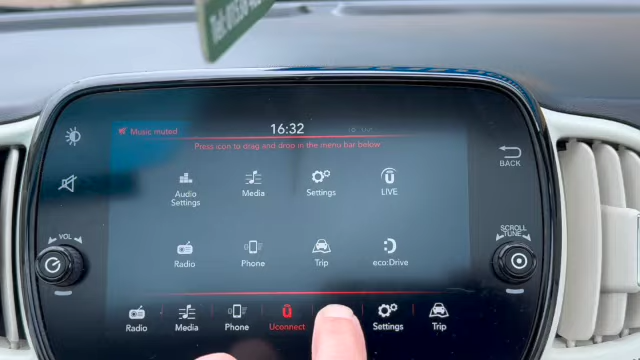 Music muted
16:32
Press icon to drag and drop in the menu bar below
Audio
Settings
Media
Settings
LIVE
Radio
Phone
Trip
eco:Drive
Radio
Media
Phone
Uconnect
Settings
Trip
VOL
BACK
SCROLL
TUNE